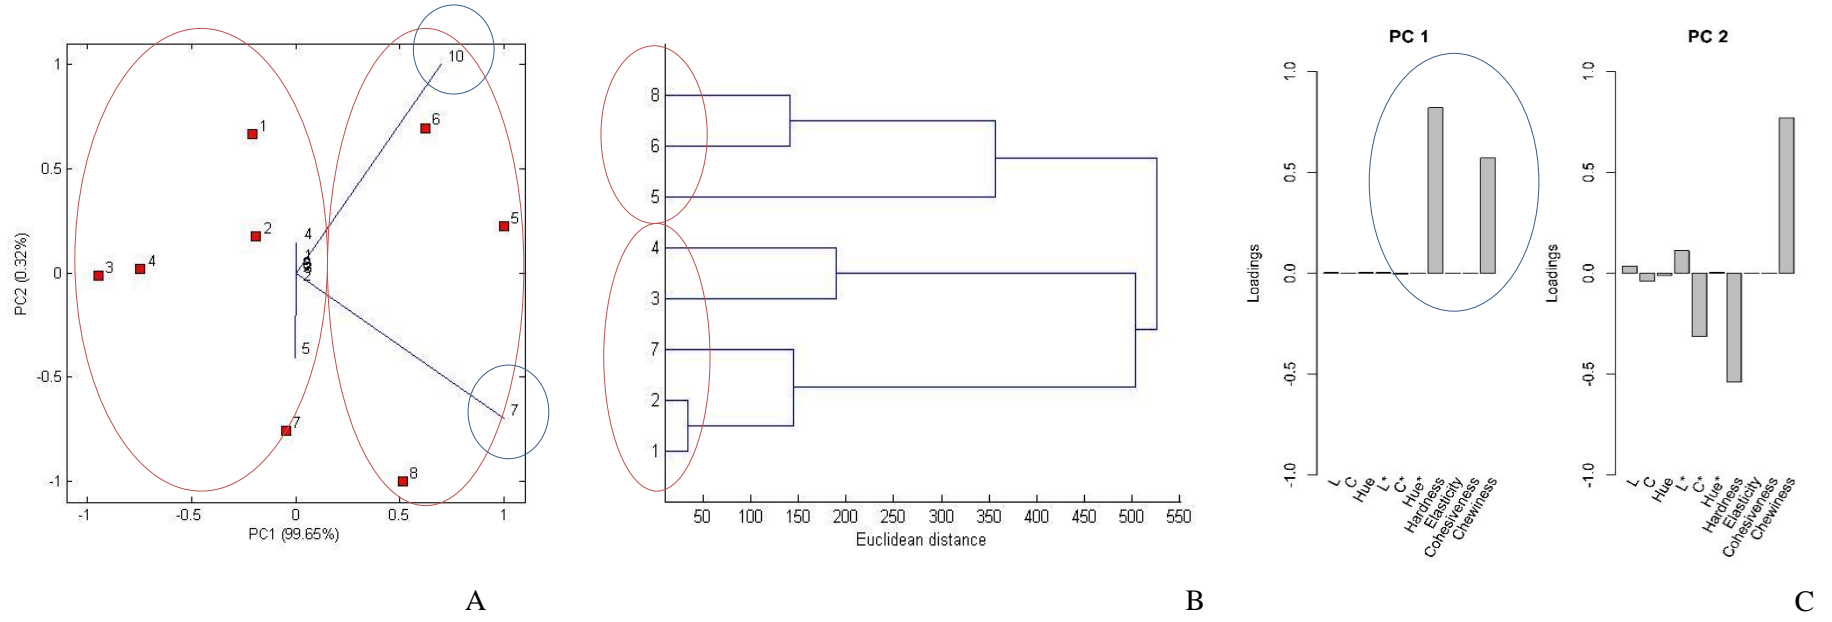 10
1
6
1
0.5
2
5
4
1
3
4
0
5
-0.5
7
7
8
-1
-1
-0.5
0
0.5
1
PC2 (0.32%)
PC1 (99.65%)
A
8
6
5
4
3
7
2
1
50 100 150 200 250 300 350 400 450 500 550
Euclidean distance
B
PC 1
Loadings
1.0
0.5
0.0
-0.5
-1.0
L
C
Hue
L*
C*
Hue*
Hardness
Elasticity
Cohesiveness
Chewiness
PC 2
Loadings
1.0
0.5
0.0
-0.5
-1.0
L
C
Hue
L*
C*
Hue*
Hardness
Elasticity
Cohesiveness
Chewiness
C